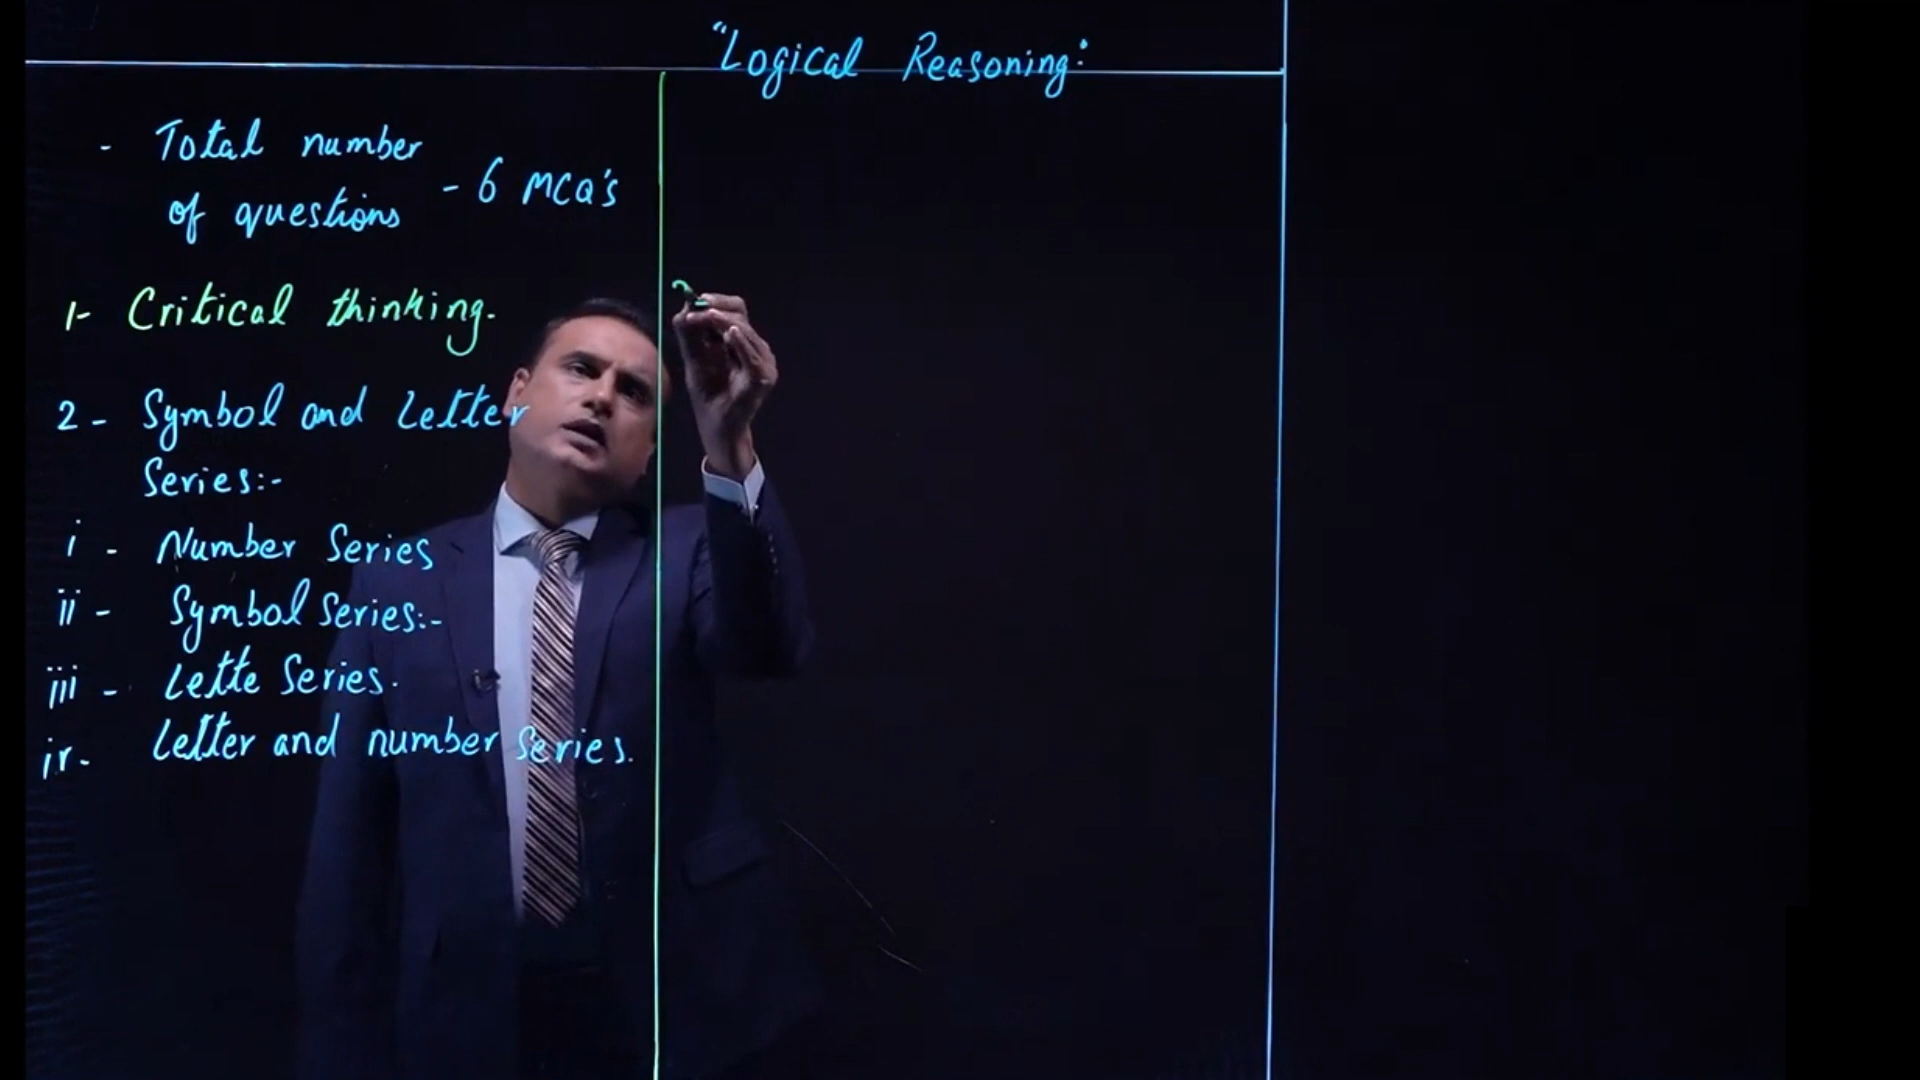 "Logical Reasoning:
- Total number
of questions - 6 MCQ's
1- Critical thinking.
2- Symbol and Letter
Series:-
i - Number Series
ii - Symbol Series:-
iii - Lette Series.
iv- Letter and number Series.